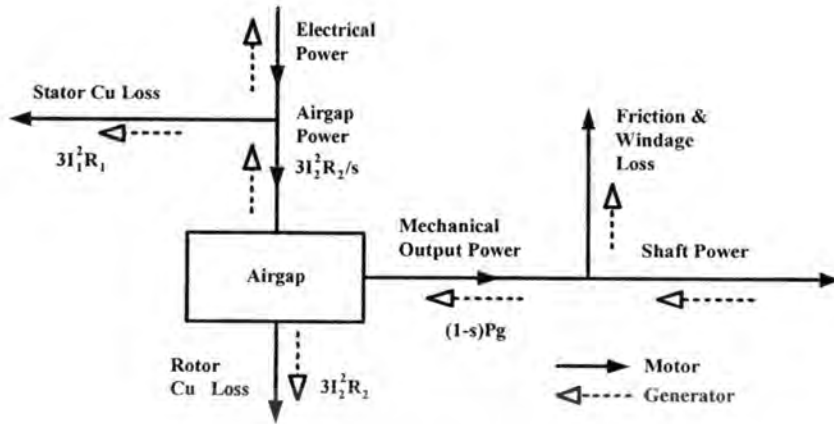 Electrical
Power
Stator Cu Loss
Airgap
Power
3I₁²R₁
3I₂²R₂/s
Friction &
Windage
Loss
Mechanical
Output Power
Shaft Power
Airgap
(1-s)Pg
Rotor
Cu Loss
3I₂²R₂
Motor
Generator